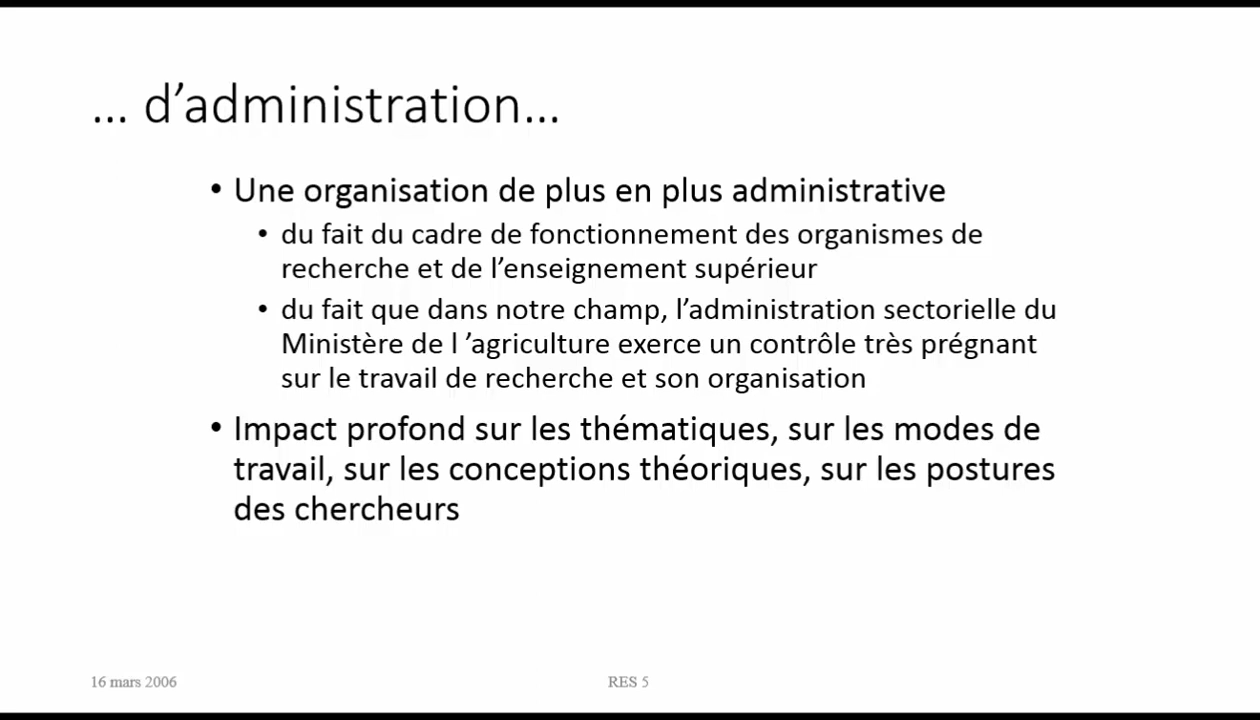 … d’administration…
• Une organisation de plus en plus administrative
• du fait du cadre de fonctionnement des organismes de
recherche et de l’enseignement supérieur
• du fait que dans notre champ, l’administration sectorielle du
Ministère de l ’agriculture exerce un contrôle très prégnant
sur le travail de recherche et son organisation
• Impact profond sur les thématiques, sur les modes de
travail, sur les conceptions théoriques, sur les postures
des chercheurs
16 mars 2006
RES 5